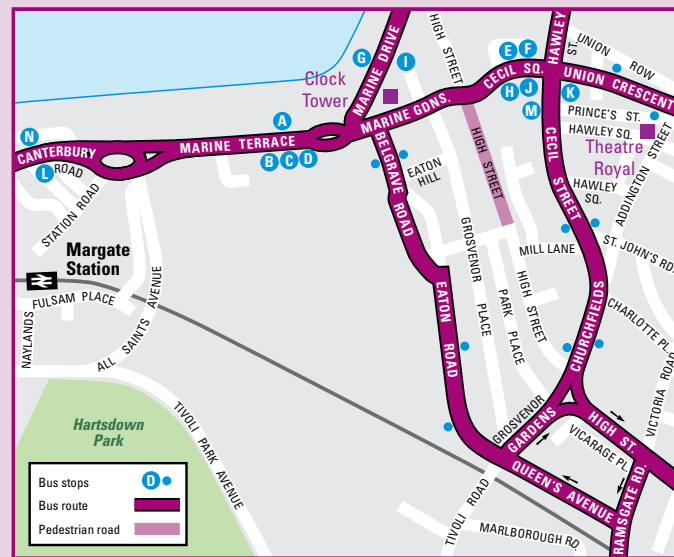 MARINE DRIVE
HIGH STREET
HAWLEY
ST.
UNION
ROW
G
I
E
F
CECIL SQ.
UNION CRESCENT
Clock
Tower
H
J
M
K
PRINCE'S ST.
HAWLEY SQ.
Theatre
Royal
MARINE GDNS.
A
N
CANTERBURY
ROAD
L
MARINE TERRACE
B
C
D
BELGRAVE ROAD
EATON
HILL
HIGH STREET
CECIL STREET
HAWLEY
SQ.
ADDINGTON STREET
STATION ROAD
Margate
Station
MILL LANE
ST. JOHN'S RD.
GROSVENOR PLACE
HIGH STREET
PARK PLACE
NAYLANDS
FULSAM PLACE
ALL SAINTS AVENUE
EATON ROAD
CHURCHFIELDS
CHARLOTTE PL.
VICTORIA ROAD
Hartsdown
Park
TIVOLI PARK AVENUE
GROSVENOR
GARDENS
HIGH ST.
VICARAGE PL.
QUEEN'S AVENUE
RAMSGATE RD.
TIVOLI ROAD
MARLBOROUGH RD.
Bus stops
D
Bus route
Pedestrian road